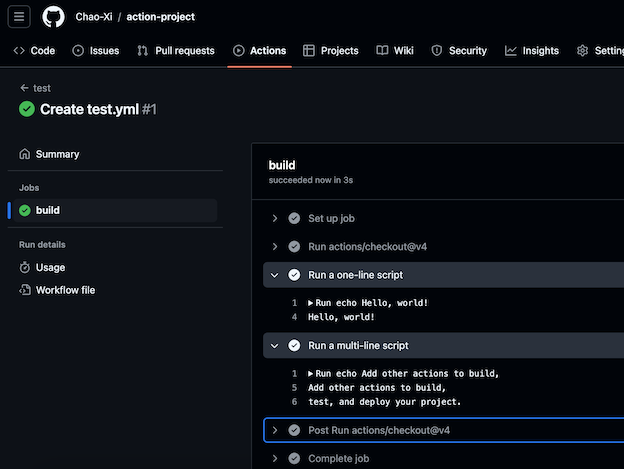 Chao-Xi / action-project
Code Issues Pull requests Actions Projects Wiki Security Insights
test
Create test.yml #1
Summary
Jobs
build
Run details
Usage
Workflow file
build
succeeded now in 3s
Set up job
Run actions/checkout@v4
Run a one-line script
1 Run echo Hello, world!
4 Hello, world!
Run a multi-line script
1 Run echo Add other actions to build,
5 Add other actions to build,
6 test, and deploy your project.
Post Run actions/checkout@v4
Complete job